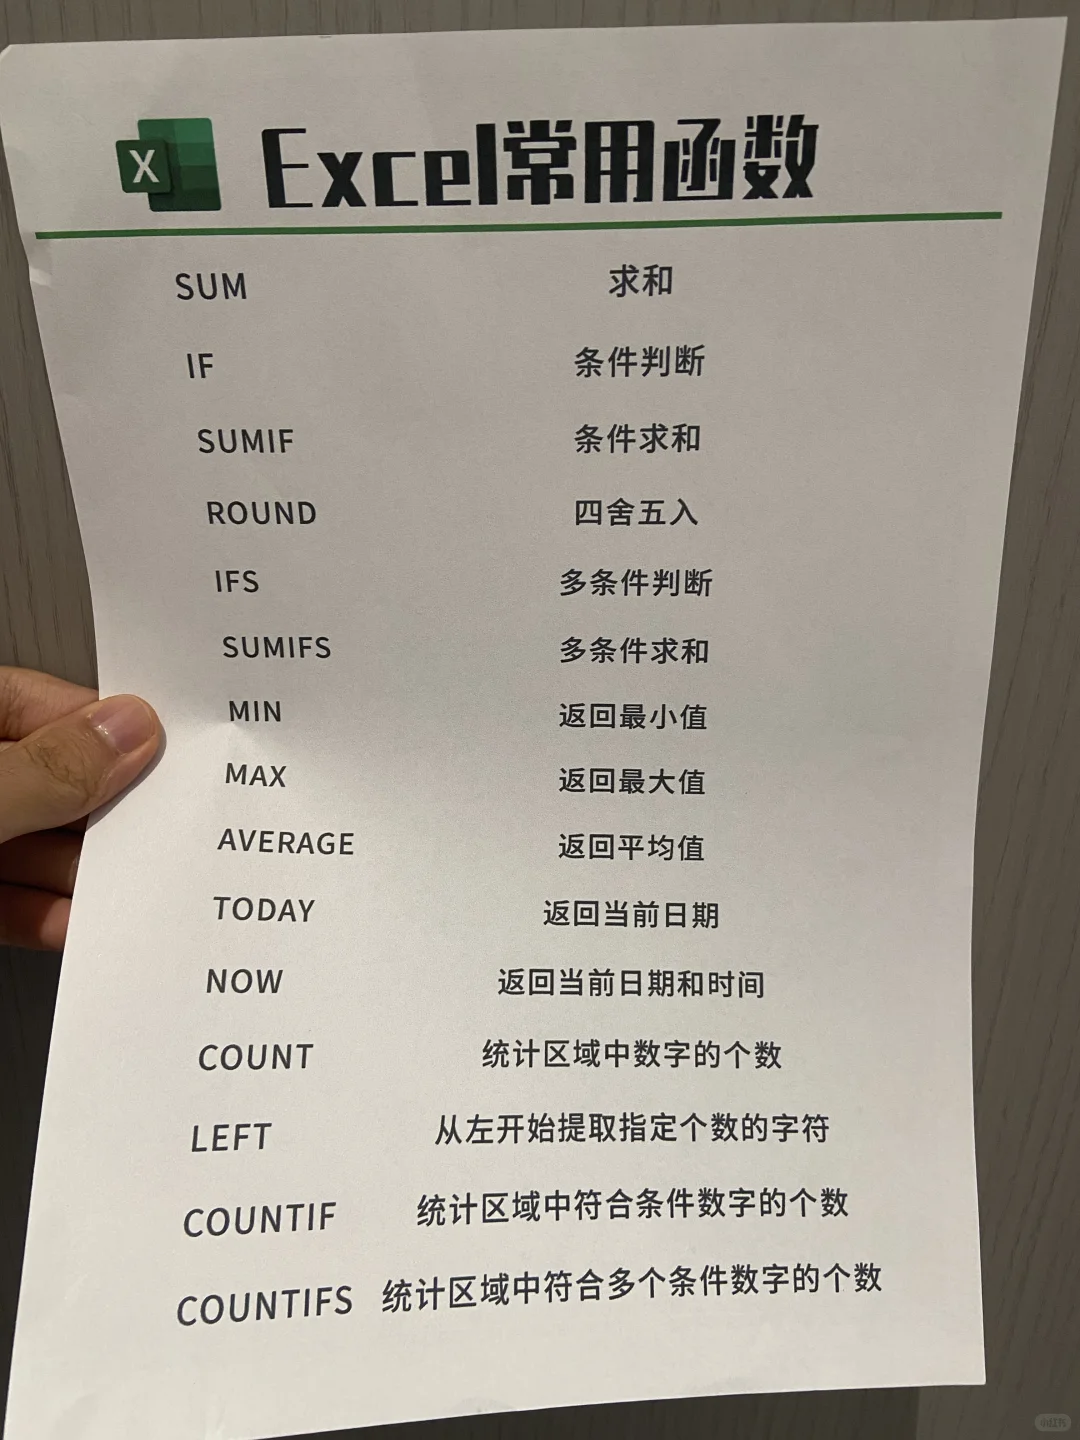 X Excel常用函数
SUM 求和
IF 条件判断
SUMIF 条件求和
ROUND 四舍五入
IFS 多条件判断
SUMIFS 多条件求和
MIN 返回最小值
MAX 返回最大值
AVERAGE 返回平均值
TODAY 返回当前日期
NOW 返回当前日期和时间
COUNT 统计区域中数字的个数
LEFT 从左开始提取指定个数的字符
COUNTIF 统计区域中符合条件数字的个数
COUNTIFS 统计区域中符合多个条件数字的个数
小红书